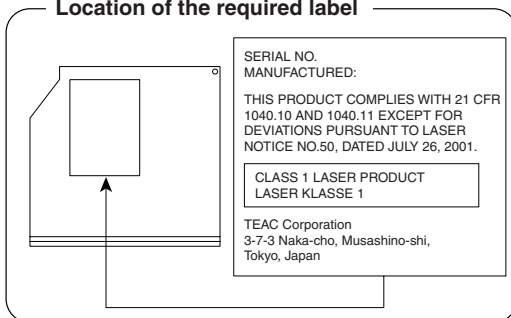 Location of the required label
SERIAL NO.
MANUFACTURED:
THIS PRODUCT COMPLIES WITH 21 CFR
1040.10 AND 1040.11 EXCEPT FOR
DEVIATIONS PURSUANT TO LASER
NOTICE NO.50, DATED JULY 26, 2001.
CLASS 1 LASER PRODUCT
LASER KLASSE 1
TEAC Corporation
3-7-3 Naka-cho, Musashino-shi,
Tokyo, Japan